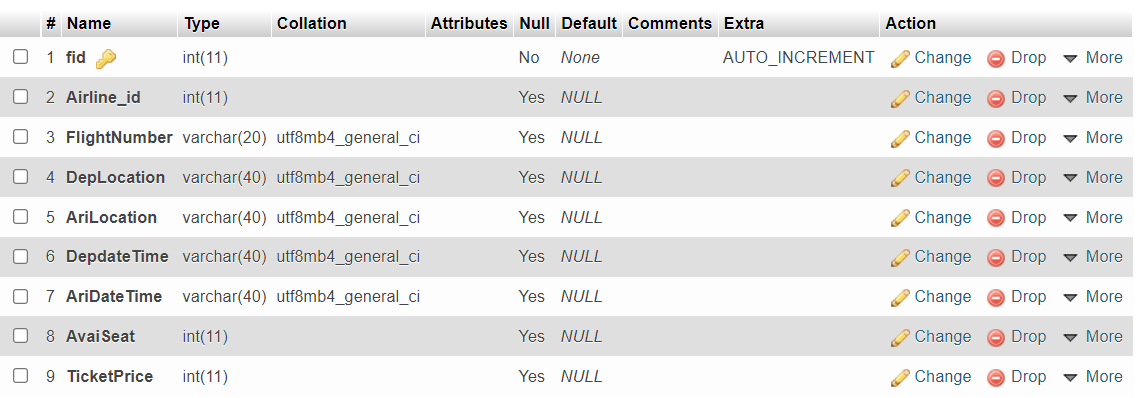 # Name Type Collation Attributes Null Default Comments Extra Action
1 fid int(11) No None AUTO_INCREMENT Change Drop More
2 Airline_id int(11) Yes NULL Change Drop More
3 FlightNumber varchar(20) utf8mb4_general_ci Yes NULL Change Drop More
4 DepLocation varchar(40) utf8mb4_general_ci Yes NULL Change Drop More
5 AriLocation varchar(40) utf8mb4_general_ci Yes NULL Change Drop More
6 DepdateTime varchar(40) utf8mb4_general_ci Yes NULL Change Drop More
7 AriDateTime varchar(40) utf8mb4_general_ci Yes NULL Change Drop More
8 AvaiSeat int(11) Yes NULL Change Drop More
9 TicketPrice int(11) Yes NULL Change Drop More